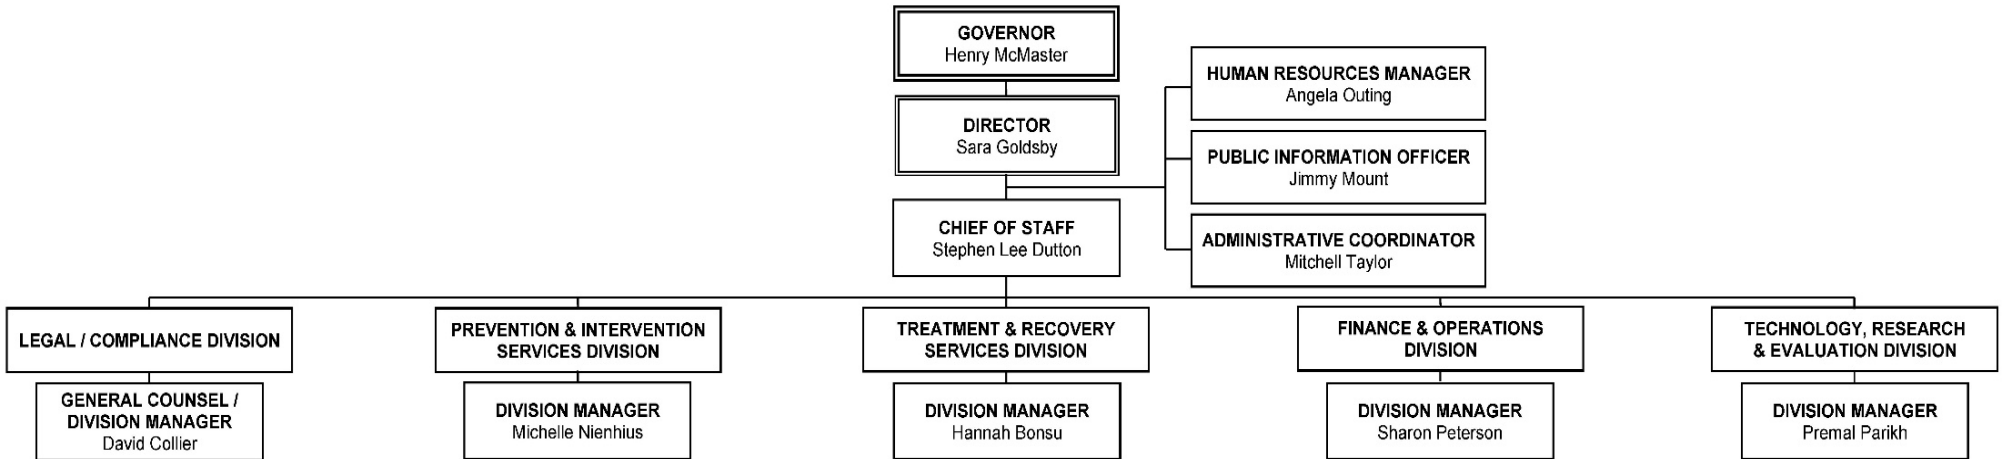 GOVERNOR
Henry McMaster
DIRECTOR
Sara Goldsby
HUMAN RESOURCES MANAGER
Angela Outing
PUBLIC INFORMATION OFFICER
Jimmy Mount
CHIEF OF STAFF
Stephen Lee Dutton
ADMINISTRATIVE COORDINATOR
Mitchell Taylor
LEGAL / COMPLIANCE DIVISION
GENERAL COUNSEL /
DIVISION MANAGER
David Collier
PREVENTION & INTERVENTION
SERVICES DIVISION
DIVISION MANAGER
Michelle Nienhius
TREATMENT & RECOVERY
SERVICES DIVISION
DIVISION MANAGER
Hannah Bonsu
FINANCE & OPERATIONS
DIVISION
DIVISION MANAGER
Sharon Peterson
TECHNOLOGY, RESEARCH
& EVALUATION DIVISION
DIVISION MANAGER
Premal Parikh